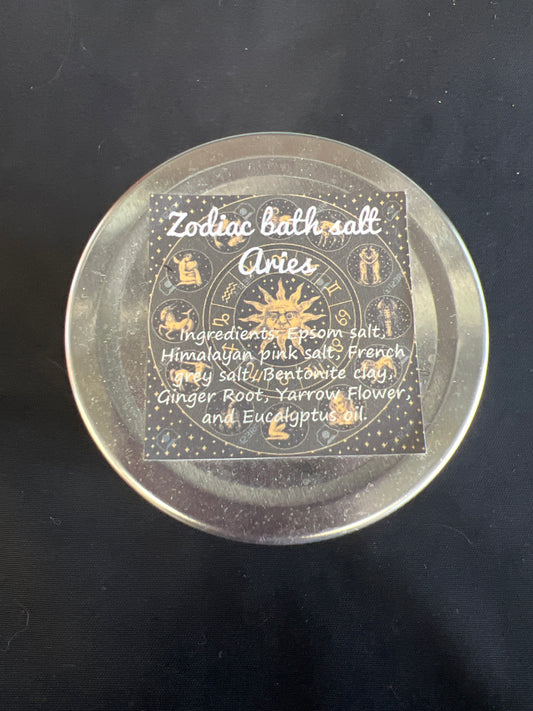 Zodiac bath salt
Aries
Ingredients: Epsom salt,
Himalayan pink salt, French
grey salt, Bentonite clay,
Ginger Root, Yarrow Flower,
and Eucalyptus oil.